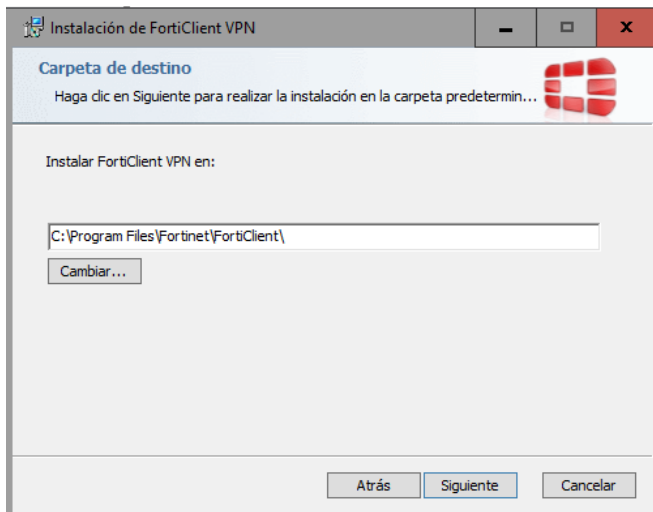 Instalación de FortiClient VPN
Carpeta de destino
Haga clic en Siguiente para realizar la instalación en la carpeta predetermin...
Instalar FortiClient VPN en:
C:\Program Files\Fortinet\FortiClient\
Cambiar...
Atrás
Siguiente
Cancelar